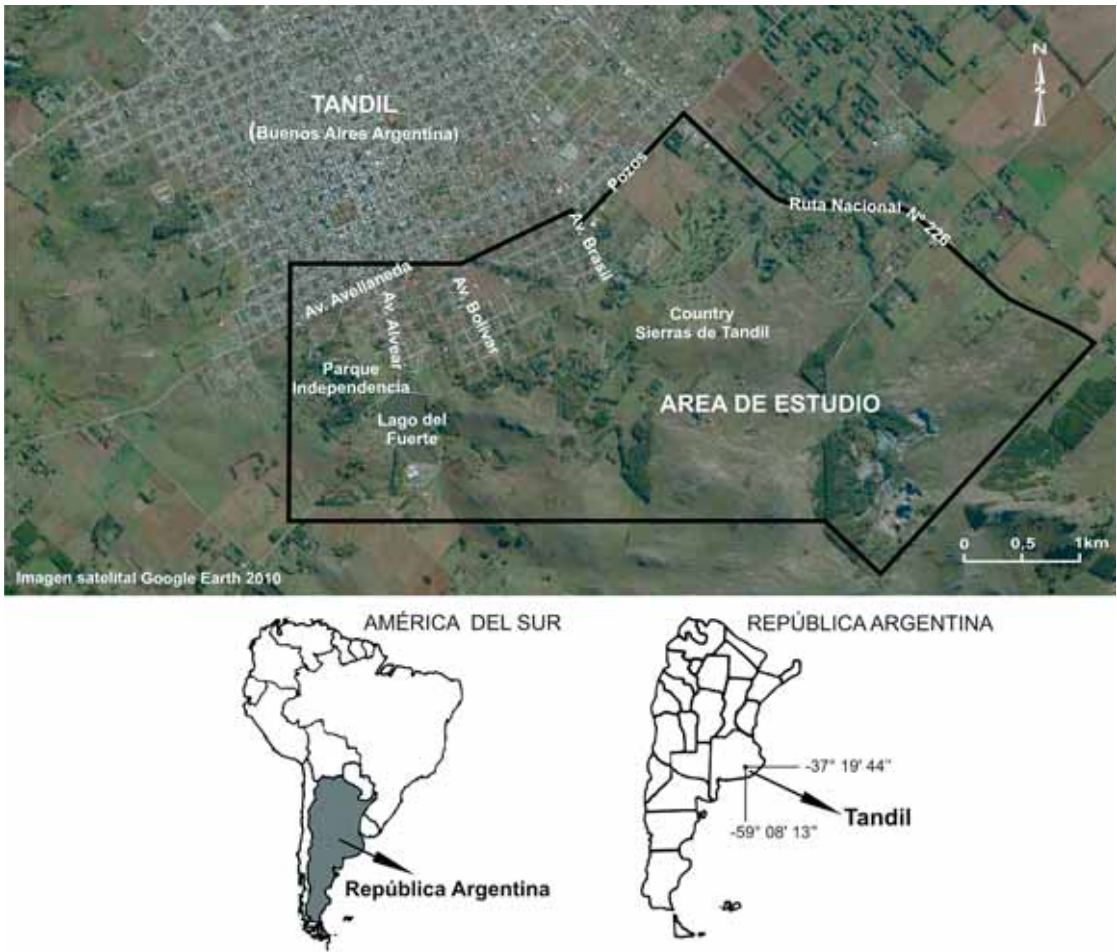 TANDIL
(Buenos Aires Argentina)
N
Pozos
Ruta Nacional N° 226
Av. Brasil
Av. Avellaneda
Av. Alvear
Av. Bolivar
Country
Sierras de Tandil
Parque
Independencia
AREA DE ESTUDIO
Lago del
Fuerte
0 0,5 1km
Imagen satelital Google Earth 2010
AMÉRICA DEL SUR
REPÚBLICA ARGENTINA
-37° 19' 44"
Tandil
-59° 08' 13"
República Argentina